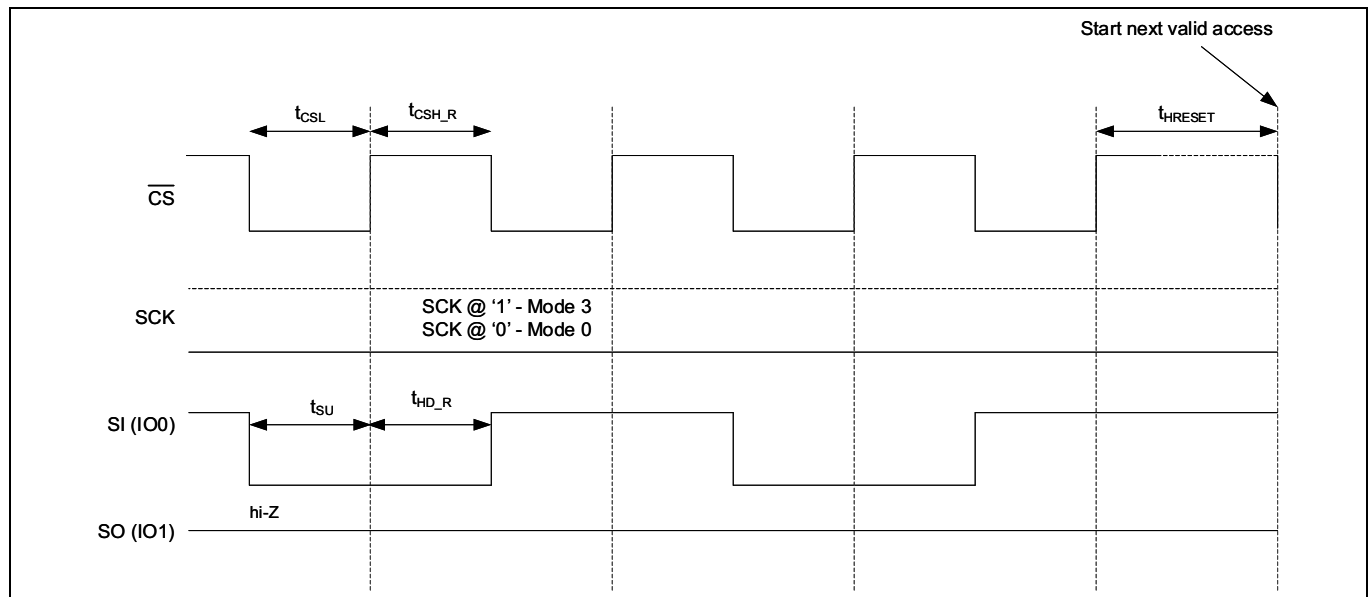 Start next valid access
tCSL
tCSH_R
tHRESET
CS
SCK @ ‘1’ - Mode 3
SCK
SCK @ ‘0’ - Mode 0
tSU
tHD_R
SI (IO0)
hi-Z
SO (IO1)